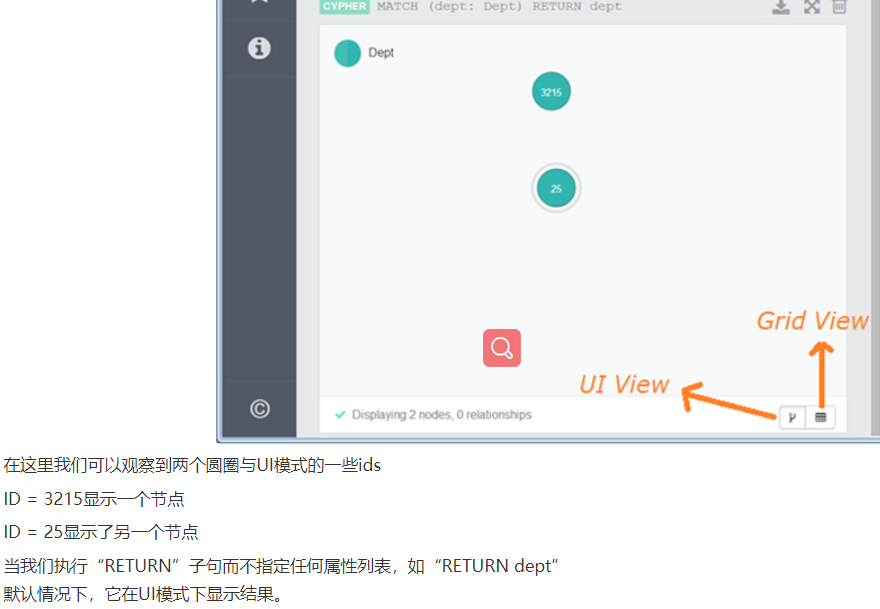 CYPHER MATCH (dept: Dept) RETURN dept
Dept
3215
25
Grid View
UI View
Displaying 2 nodes, 0 relationships
在这里我们可以观察到两个圆圈与UI模式的一些ids
ID = 3215显示一个节点
ID = 25显示了另一个节点
当我们执行“RETURN”子句而不指定任何属性列表，如“RETURN dept”
默认情况下，它在UI模式下显示结果。